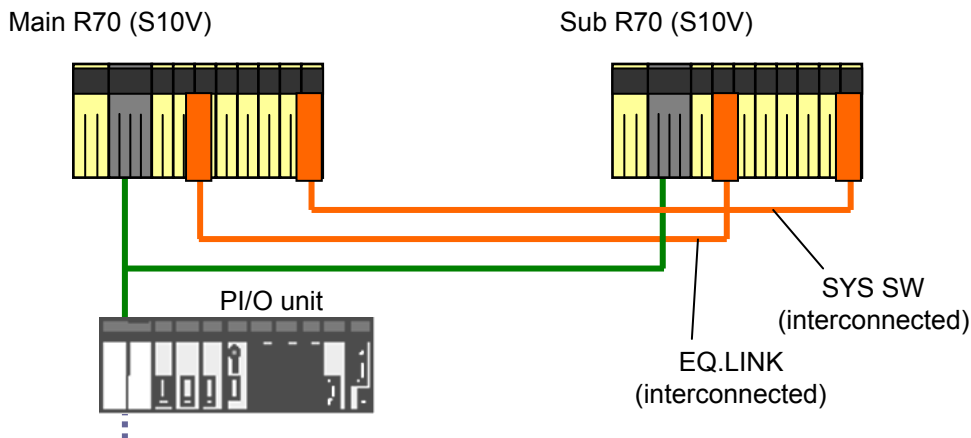 Main R70 (S10V)
Sub R70 (S10V)
PI/O unit
SYS SW
(interconnected)
EQ.LINK
(interconnected)